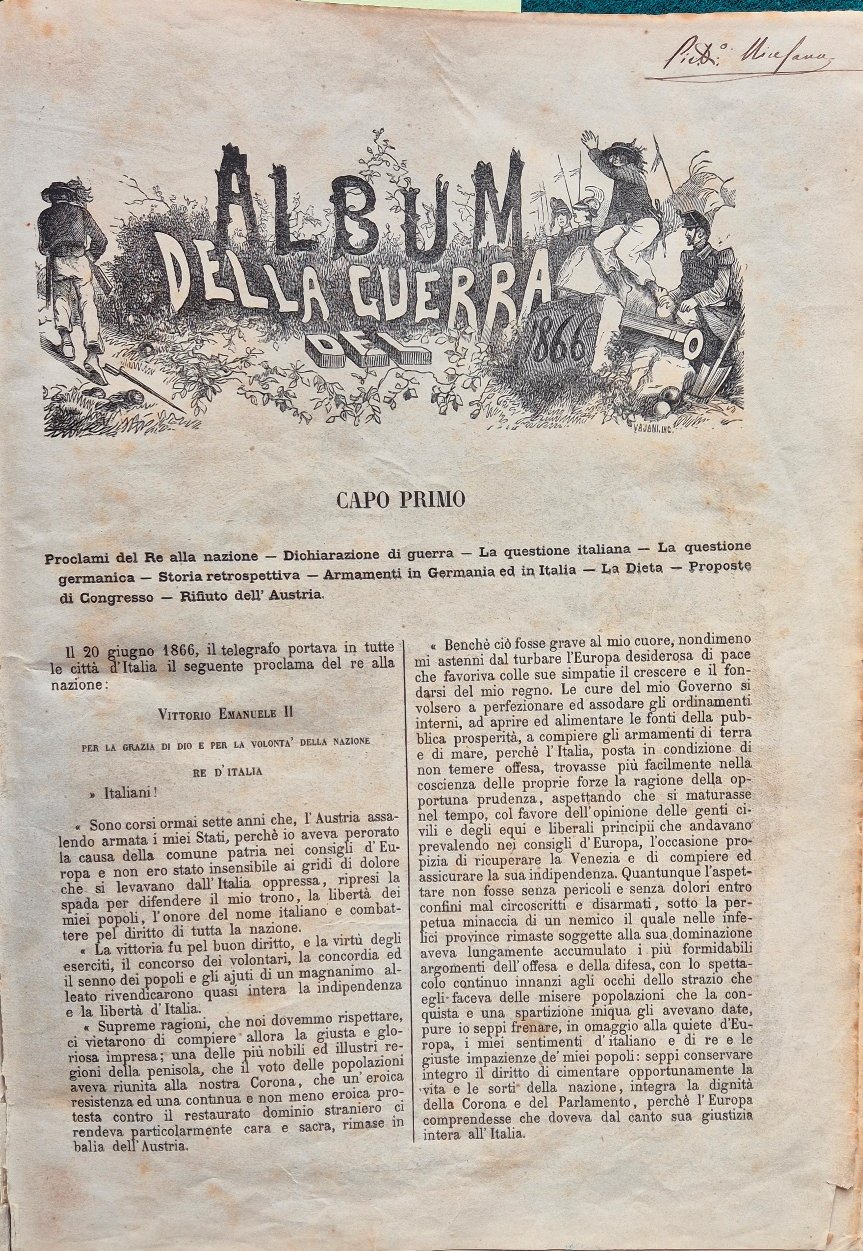 ALBUM
DELLA GUERRA
DEL
1866
VAJANI. INC.
CAPO PRIMO
Proclami del Re alla nazione — Dichiarazione di guerra — La questione italiana — La questione
germanica — Storia retrospettiva — Armamenti in Germania ed in Italia — La Dieta — Proposte
di Congresso — Rifiuto dell' Austria.
Il 20 giugno 1866, il telegrafo portava in tutte
le città d'Italia il seguente proclama del re alla
nazione:
VITTORIO EMANUELE II
PER LA GRAZIA DI DIO E PER LA VOLONTA' DELLA NAZIONE
RE D'ITALIA
» Italiani!
« Sono corsi ormai sette anni che, l'Austria assa-
lendo armata i miei Stati, perchè io aveva perorato
la causa della comune patria nei consigli d'Eu-
ropa e non ero stato insensibile ai gridi di dolore
che si levavano dall'Italia oppressa, ripresi la
spada per difendere il mio trono, la libertà dei
miei popoli, l'onore del nome italiano e combat-
tere pel diritto di tutta la nazione.
« La vittoria fu pel buon diritto, e la virtù degli
eserciti, il concorso dei volontari, la concordia ed
il senno dei popoli e gli ajuti di un magnanimo al-
leato rivendicarono quasi intera la indipendenza
e la libertà d'Italia.
« Supreme ragioni, che noi dovemmo rispettare,
ci vietarono di compiere allora la giusta e glo-
riosa impresa; una delle più nobili ed illustri re-
gioni della penisola, che il voto delle popolazioni
aveva riunita alla nostra Corona, che un'eroica
resistenza ed una continua e non meno eroica pro-
testa contro il restaurato dominio straniero ci
rendeva particolarmente cara e sacra, rimase in
balia dell'Austria.
« Benchè ciò fosse grave al mio cuore, nondimeno
mi astenni dal turbare l'Europa desiderosa di pace
che favoriva colle sue simpatie il crescere e il fon-
darsi del mio regno. Le cure del mio Governo si
volsero a perfezionare ed assodare gli ordinamenti
interni, ad aprire ed alimentare le fonti della pub-
blica prosperità, a compiere gli armamenti di terra
e di mare, perchè l'Italia, posta in condizione di
non temere offesa, trovasse più facilmente nella
coscienza delle proprie forze la ragione della op-
portuna prudenza, aspettando che si maturasse
nel tempo, col favore dell'opinione delle genti ci-
vili e degli equi e liberali principii che andavano
prevalendo nei consigli d'Europa, l'occasione pro-
pizia di ricuperare la Venezia e di compiere ed
assicurare la sua indipendenza. Quantunque l'aspet-
tare non fosse senza pericoli e senza dolori entro
confini mal circoscritti e disarmati, sotto la per-
petua minaccia di un nemico il quale nelle infe-
lici province rimaste soggette alla sua dominazione
aveva lungamente accumulato i più formidabili
argomenti dell'offesa e della difesa, con lo spetta-
colo continuo innanzi agli occhi dello strazio che
egli faceva delle misere popolazioni che la con-
quista e una spartizione iniqua gli avevano date,
pure io seppi frenare, in omaggio alla quiete d'Eu-
ropa, i miei sentimenti d'italiano e di re e le
giuste impazienze de' miei popoli: seppi conservare
integro il diritto di cimentare opportunamente la
vita e le sorti della nazione, integra la dignità
della Corona e del Parlamento, perchè l'Europa
comprendesse che doveva dal canto sua giustizia
intera all'Italia.